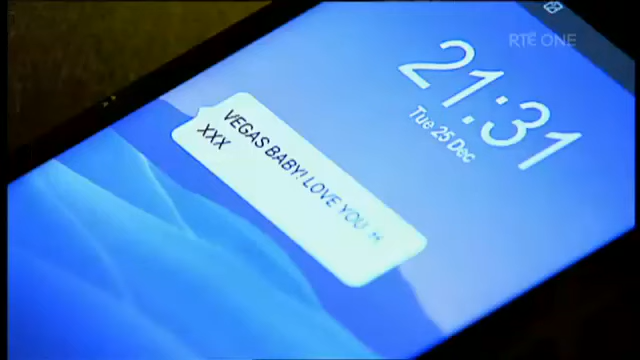 RTÉ ONE
21:31
Tue 25 Dec
VEGAS BABY! LOVE YOU
XXX